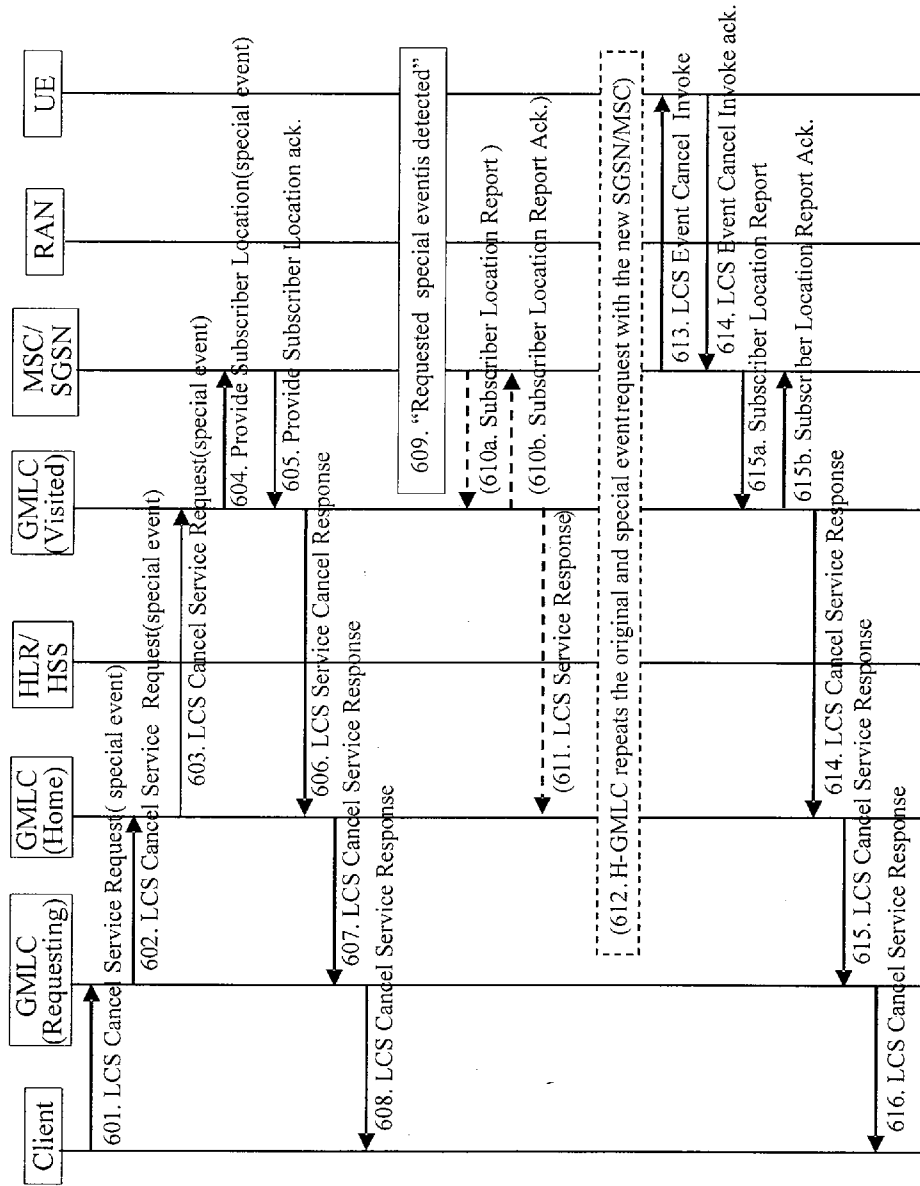 Client
GMLC
(Requesting)
GMLC
(Home)
HLR/
HSS
GMLC
(Visited)
MSC/
SGSN
RAN
UE
601. LCS Cancel Service Request( special event)
602. LCS Cancel Service Request(special event)
603. LCS Cancel Service Request(special event)
604. Provide Subscriber Location(special event)
605. Provide Subscriber Location ack.
606. LCS Service Cancel Response
607. LCS Cancel Service Response
608. LCS Cancel Service Response
609. “Requested special eventis detected”
(610a. Subscriber Location Report )
(610b. Subscriber Location Report Ack.)
(611. LCS Service Response)
(612. H-GMLC repeats the original and special eventrequest with the new SGSN/MSC)
613. LCS Event Cancel Invoke
614. LCS Event Cancel Invoke ack.
615a. Subscriber Location Report
615b. Subscriber Location Report Ack.
614. LCS Cancel Service Response
615. LCS Cancel Service Response
616. LCS Cancel Service Response